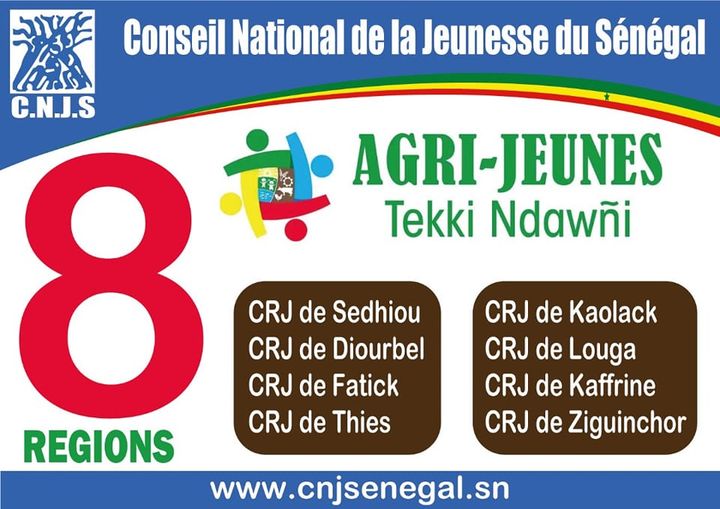 C.N.J.S
Conseil National de la Jeunesse du Sénégal
8
REGIONS
AGRI-JEUNES
Tekki Ndawñi
CRJ de Sedhiou
CRJ de Diourbel
CRJ de Fatick
CRJ de Thies
CRJ de Kaolack
CRJ de Louga
CRJ de Kaffrine
CRJ de Ziguinchor
www.cnjsenegal.sn